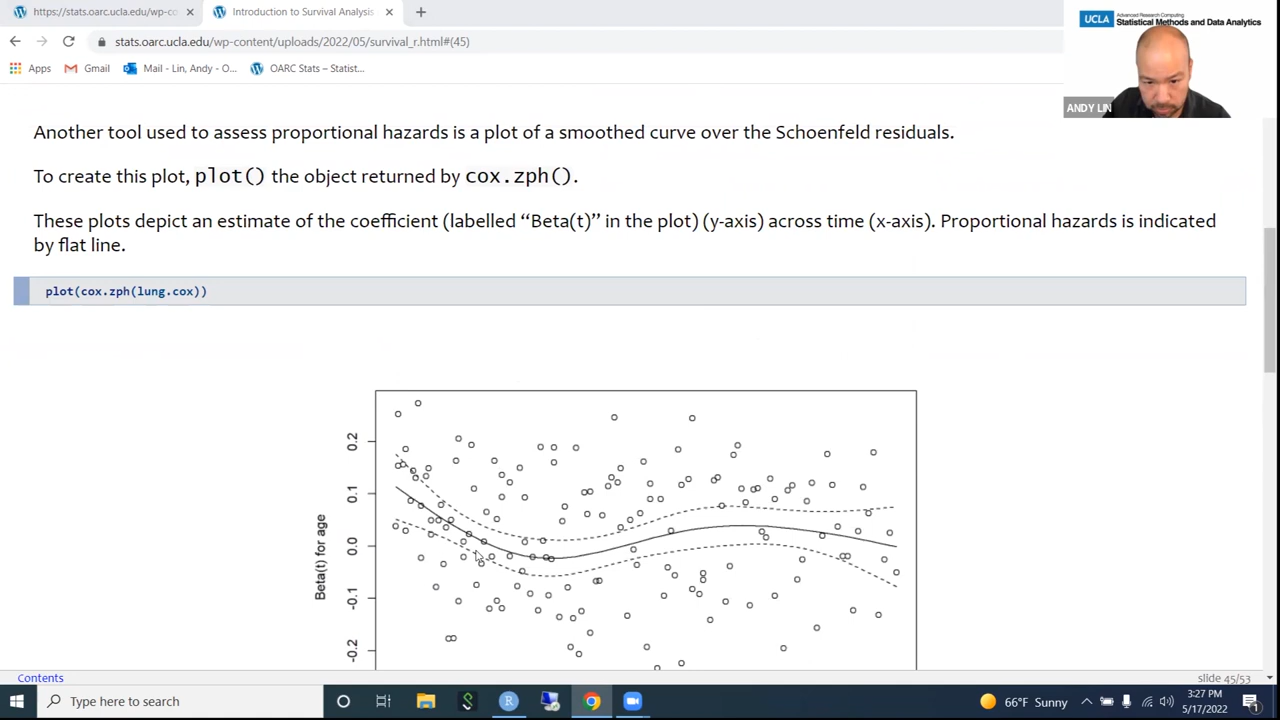 https://stats.oarc.ucla.edu/wp-co
Introduction to Survival Analysis
stats.oarc.ucla.edu/wp-content/uploads/2022/05/survival_r.html#(45)
Apps
Gmail
Mail - Lin, Andy - O...
OARC Stats – Statist...
UCLA
Advanced Research Computing
Statistical Methods and Data Analytics
ANDY LIN
Another tool used to assess proportional hazards is a plot of a smoothed curve over the Schoenfeld residuals.
To create this plot, plot() the object returned by cox.zph().
These plots depict an estimate of the coefficient (labelled “Beta(t)” in the plot) (y-axis) across time (x-axis). Proportional hazards is indicated
by flat line.
plot(cox.zph(lung.cox))
0.2
0.1
0.0
-0.1
-0.2
Beta(t) for age
Contents
slide 45/53
Type here to search
66°F Sunny
3:27 PM
5/17/2022
1